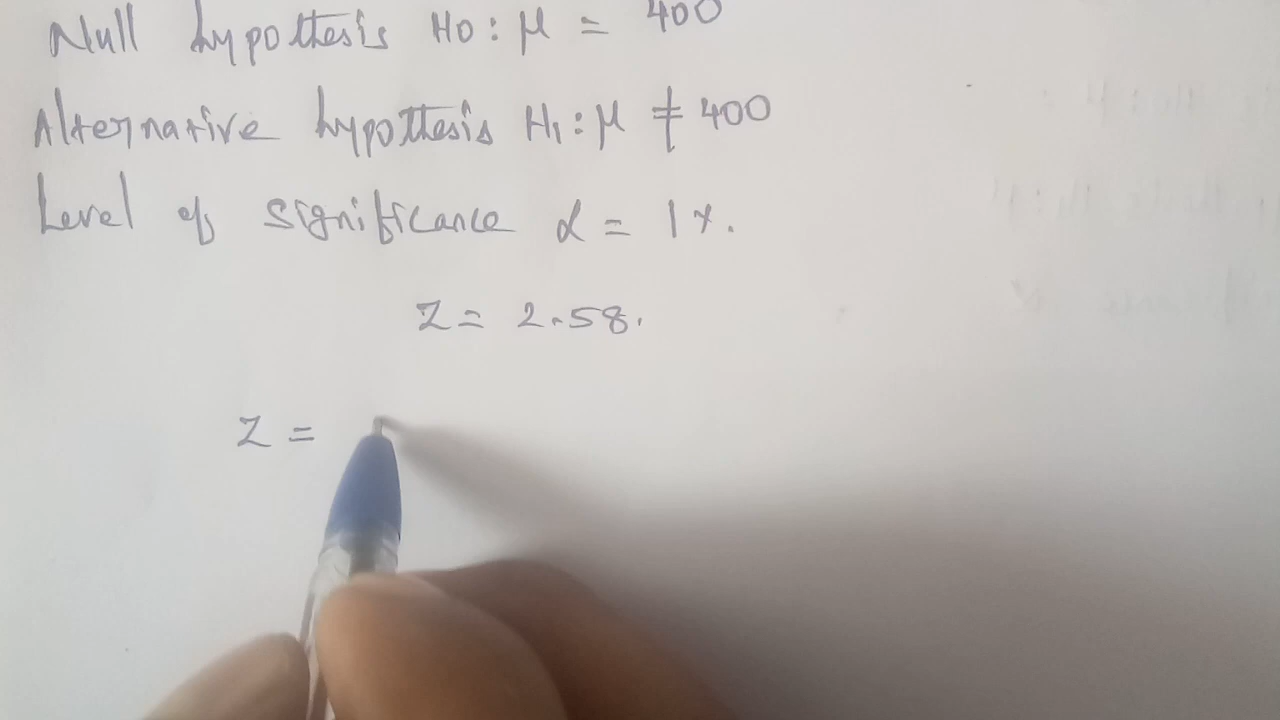 Null hypothesis H0: μ = 400
Alternative hypothesis H1: μ ≠ 400
Level of significance α = 1%.
Z = 2.58.
Z =